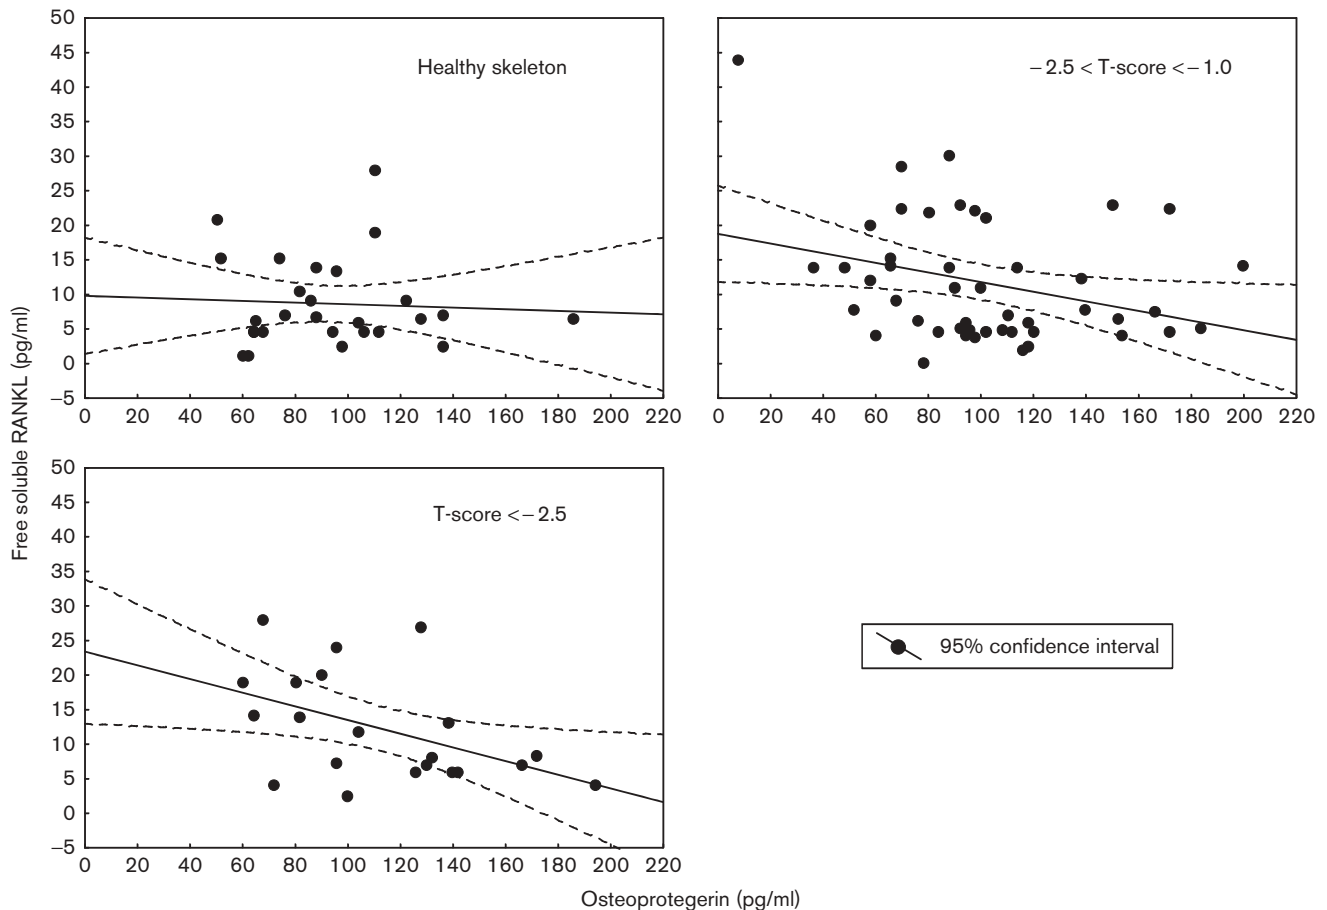 50
45
40
35
30
25
20
15
10
5
0
−5
0 20 40 60 80 100 120 140 160 180 200 220
Healthy skeleton
−2.5 < T-score <−1.0
0 20 40 60 80 100 120 140 160 180 200 220
Free soluble RANKL (pg/ml)
50
45
40
35
30
25
20
15
10
5
0
−5
0 20 40 60 80 100 120 140 160 180 200 220
T-score <−2.5
95% confidence interval
Osteoprotegerin (pg/ml)